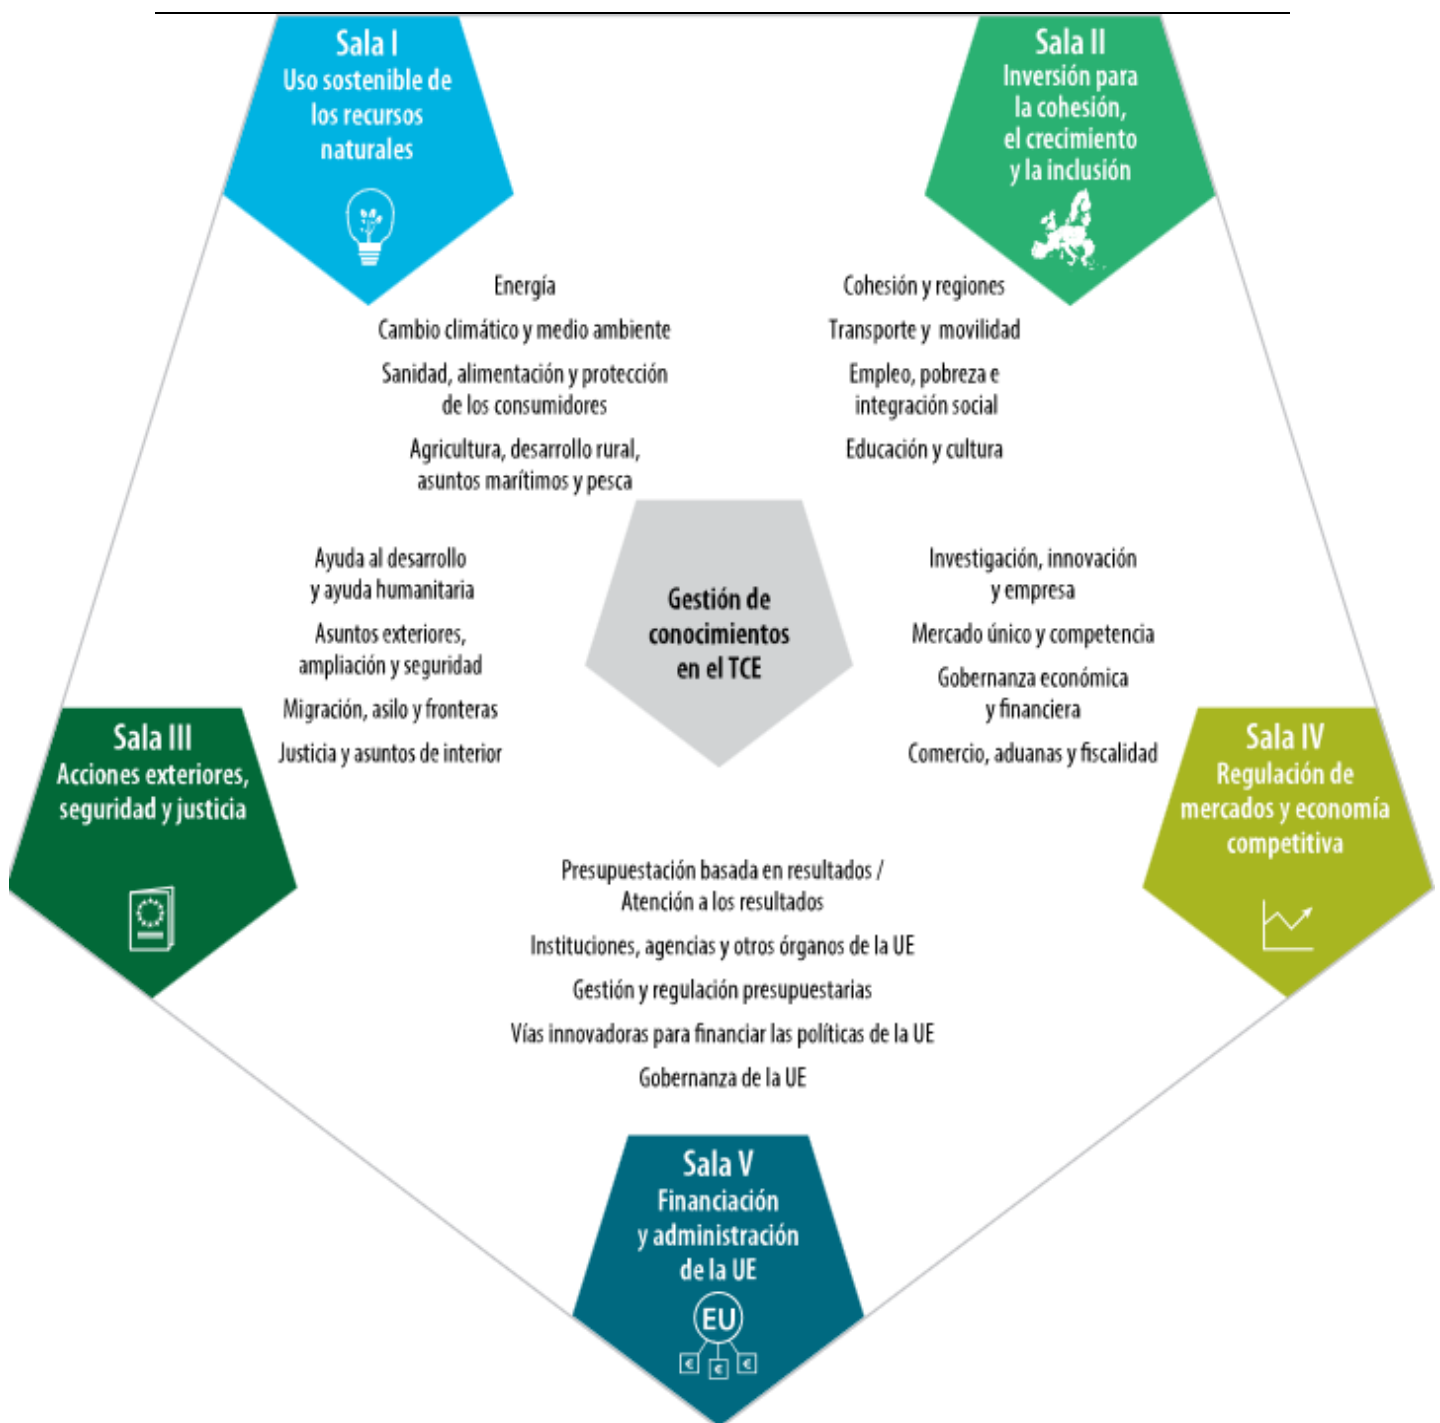 Sala I
Uso sostenible de
los recursos
naturales
Sala II
Inversión para
la cohesión,
el crecimiento
y la inclusión
Energía
Cambio climático y medio ambiente
Sanidad, alimentación y protección
de los consumidores
Agricultura, desarrollo rural,
asuntos marítimos y pesca
Cohesión y regiones
Transporte y movilidad
Empleo, pobreza e
integración social
Educación y cultura
Ayuda al desarrollo
y ayuda humanitaria
Asuntos exteriores,
ampliación y seguridad
Migración, asilo y fronteras
Justicia y asuntos de interior
Gestión de
conocimientos
en el TCE
Investigación, innovación
y empresa
Mercado único y competencia
Gobernanza económica
y financiera
Comercio, aduanas y fiscalidad
Sala III
Acciones exteriores,
seguridad y justicia
Sala IV
Regulación de
mercados y economía
competitiva
Presupuestación basada en resultados /
Atención a los resultados
Instituciones, agencias y otros órganos de la UE
Gestión y regulación presupuestarias
Vías innovadoras para financiar las políticas de la UE
Gobernanza de la UE
Sala V
Financiación
y administración
de la UE
EU
€ € €